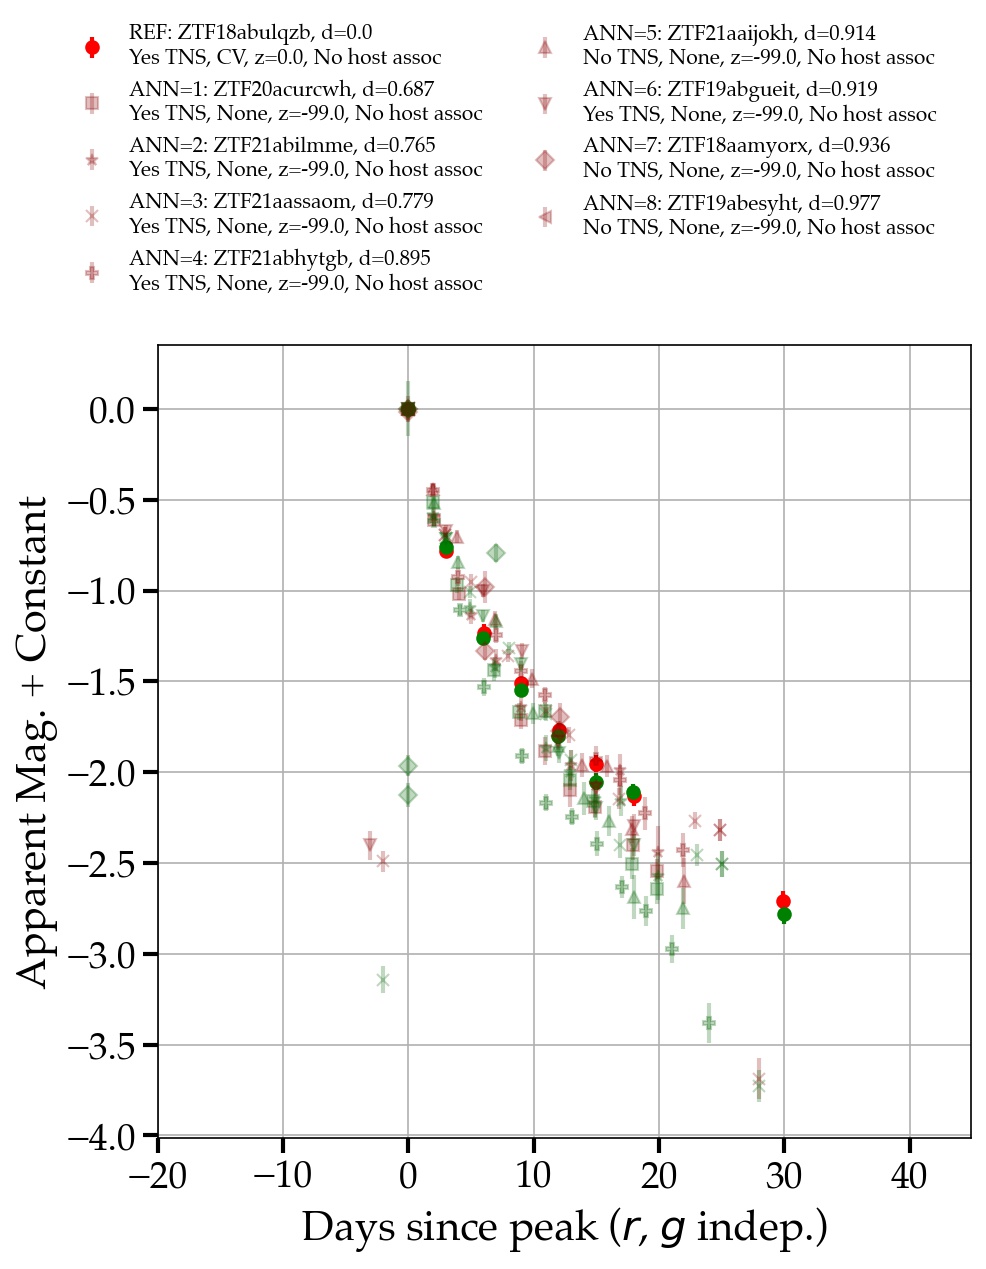 REF: ZTF18abulqzb, d=0.0
Yes TNS, CV, z=0.0, No host assoc
ANN=1: ZTF20acurcwh, d=0.687
Yes TNS, None, z=-99.0, No host assoc
ANN=2: ZTF21abilmme, d=0.765
Yes TNS, None, z=-99.0, No host assoc
ANN=3: ZTF21aassaom, d=0.779
Yes TNS, None, z=-99.0, No host assoc
ANN=4: ZTF21abhytgb, d=0.895
Yes TNS, None, z=-99.0, No host assoc
ANN=5: ZTF21aaijokh, d=0.914
No TNS, None, z=-99.0, No host assoc
ANN=6: ZTF19abgueit, d=0.919
Yes TNS, None, z=-99.0, No host assoc
ANN=7: ZTF18aamyorx, d=0.936
No TNS, None, z=-99.0, No host assoc
ANN=8: ZTF19abesyht, d=0.977
No TNS, None, z=-99.0, No host assoc
Apparent Mag. + Constant
0.0
−0.5
−1.0
−1.5
−2.0
−2.5
−3.0
−3.5
−4.0
−20 −10 0 10 20 30 40
Days since peak (r, g indep.)